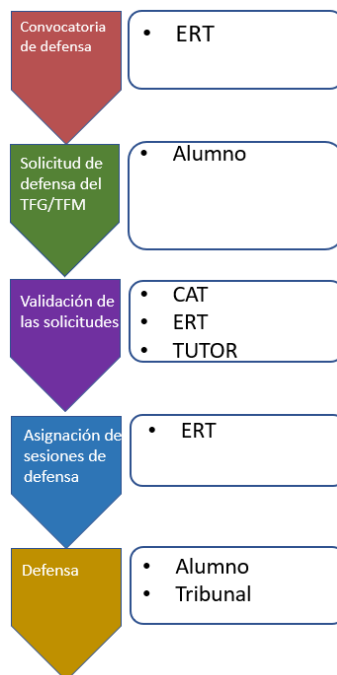 Convocatoria
de defensa
• ERT
Solicitud de
defensa del
TFG/TFM
• Alumno
Validación de
las solicitudes
• CAT
• ERT
• TUTOR
Asignación de
sesiones de
defensa
• ERT
Defensa
• Alumno
• Tribunal